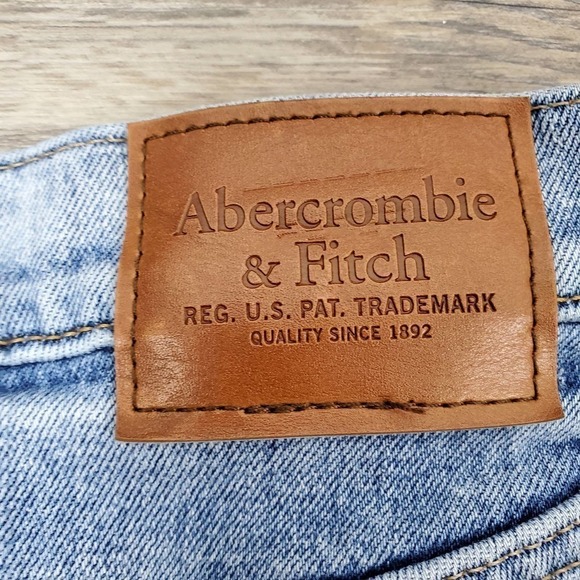 Abercrombie
& Fitch
REG. U.S. PAT. TRADEMARK
QUALITY SINCE 1892